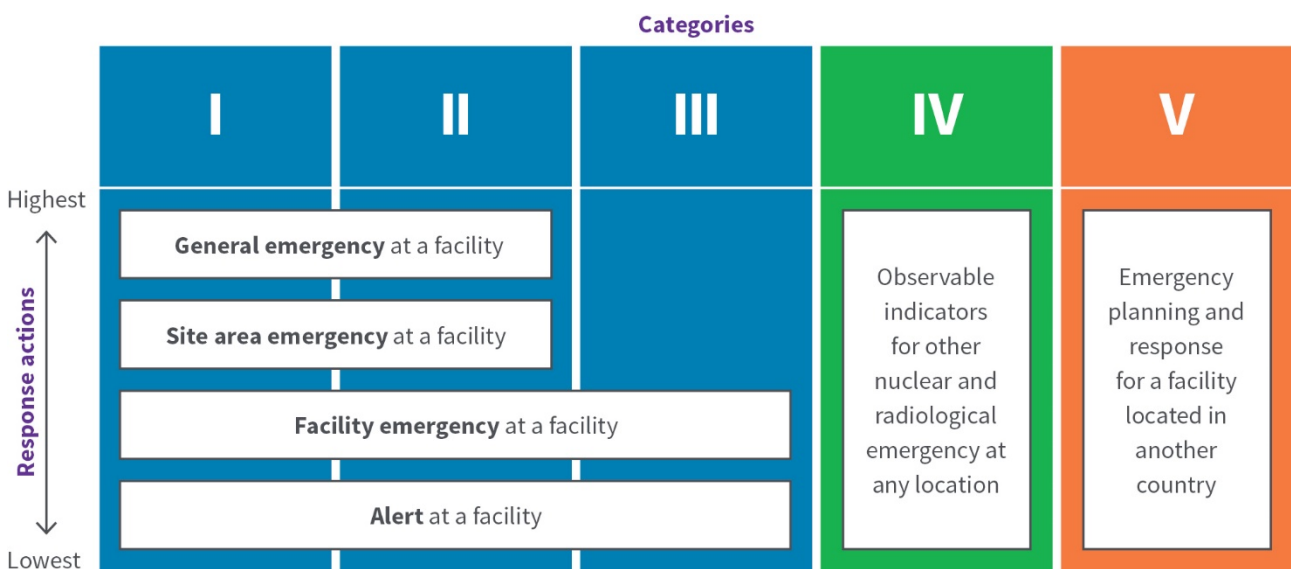 Categories
I
II
III
IV
V
Highest
Response actions
Lowest
General emergency at a facility
Site area emergency at a facility
Facility emergency at a facility
Alert at a facility
Observable
indicators
for other
nuclear and
radiological
emergency at
any location
Emergency
planning and
response
for a facility
located in
another
country